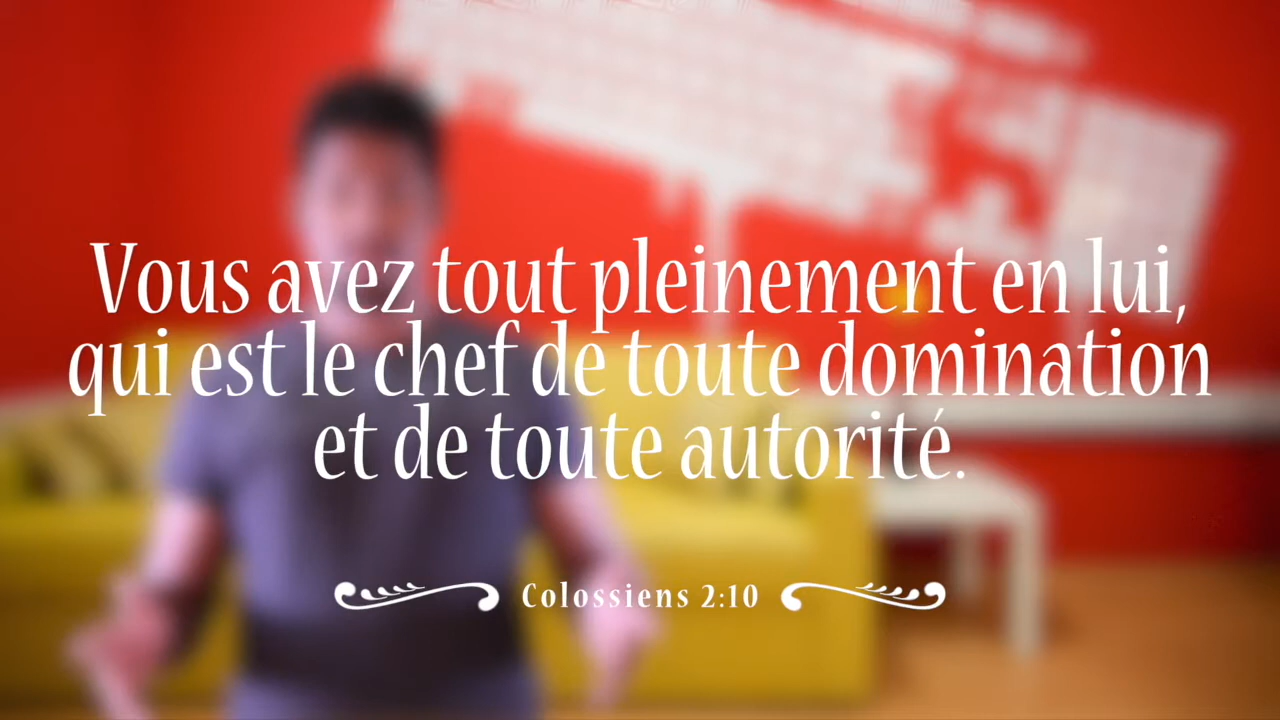 Vous avez tout pleinement en lui,
qui est le chef de toute domination
et de toute autorité.
Colossiens 2:10